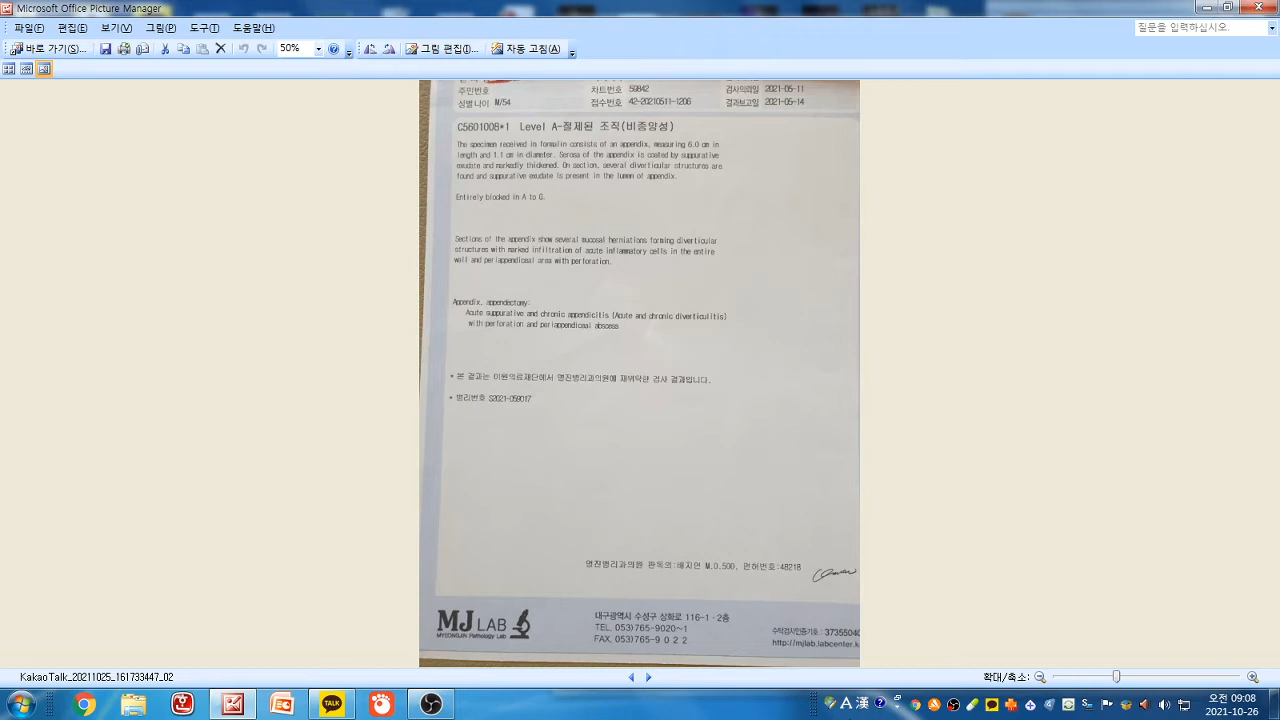 Microsoft Office Picture Manager
파일(F) 편집(E) 보기(V) 그림(P) 도구(T) 도움말(H)
질문을 입력하십시오.
바로 가기(S)... 50% 그림 편집(I)... 자동 고침(A)
주민번호 차트번호 59842 검사의뢰일 2021-05-11
성별나이 M/54 접수번호 42-20210511-1206 결과보고일 2021-05-14
C5601008*1 Level A-절제된 조직(비종양성)
The specimen received in formalin consists of an appendix, measuring 6.0 cm in
length and 1.1 cm in diameter. Serosa of the appendix is coated by suppurative
exudate and markedly thickened. On section, several diverticular structures are
found and suppurative exudate is present in the lumen of appendix.
Entirely blocked in A to G.
Sections of the appendix show several mucosal herniations forming diverticular
structures with marked infiltration of acute inflammatory cells in the entire
wall and periappendiceal area with perforation.
Appendix, appendectomy:
Acute suppurative and chronic appendicitis (Acute and chronic diverticulitis)
with perforation and periappendiceal abscess
* 본 결과는 이원의료재단에서 명진병리과의원에 재위탁한 검사 결과입니다.
* 병리번호 S2021-059017
명진병리과의원 판독의:배지연 M.D.500, 면허번호:48218
MJ LAB
MYEONGJIN Pathology Lab
대구광역시 수성구 상화로 116-1 · 2층
TEL. 053)765-9020~1
FAX. 053)765-9022
수탁검사인증기호 : 37355040
http://mjlab.labcenter.k
KakaoTalk_20211025_161733447_02
확대/축소:
TALK
A 漢
오전 09:08
2021-10-26